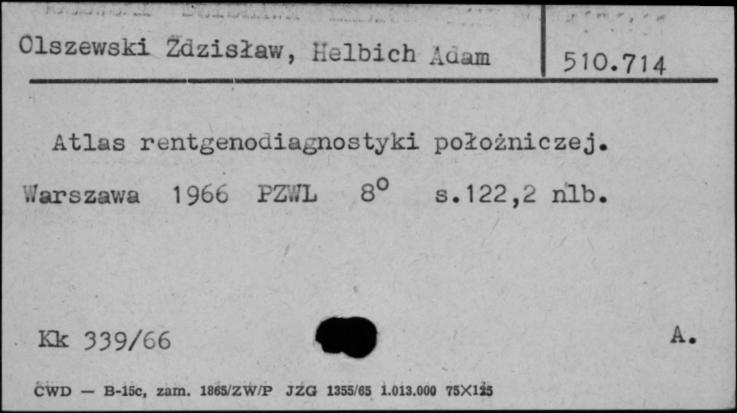 Olszewski Zdzisław, Helbich Adam
510.714
Atlas rentgenodiagnostyki położniczej.
Warszawa 1966 PZWL 8° s.122,2 nlb.
Kk 339/66
A.
CWD — B-15c, zam. 1865/ZW/P JZG 1355/65 1.013.000 75X125